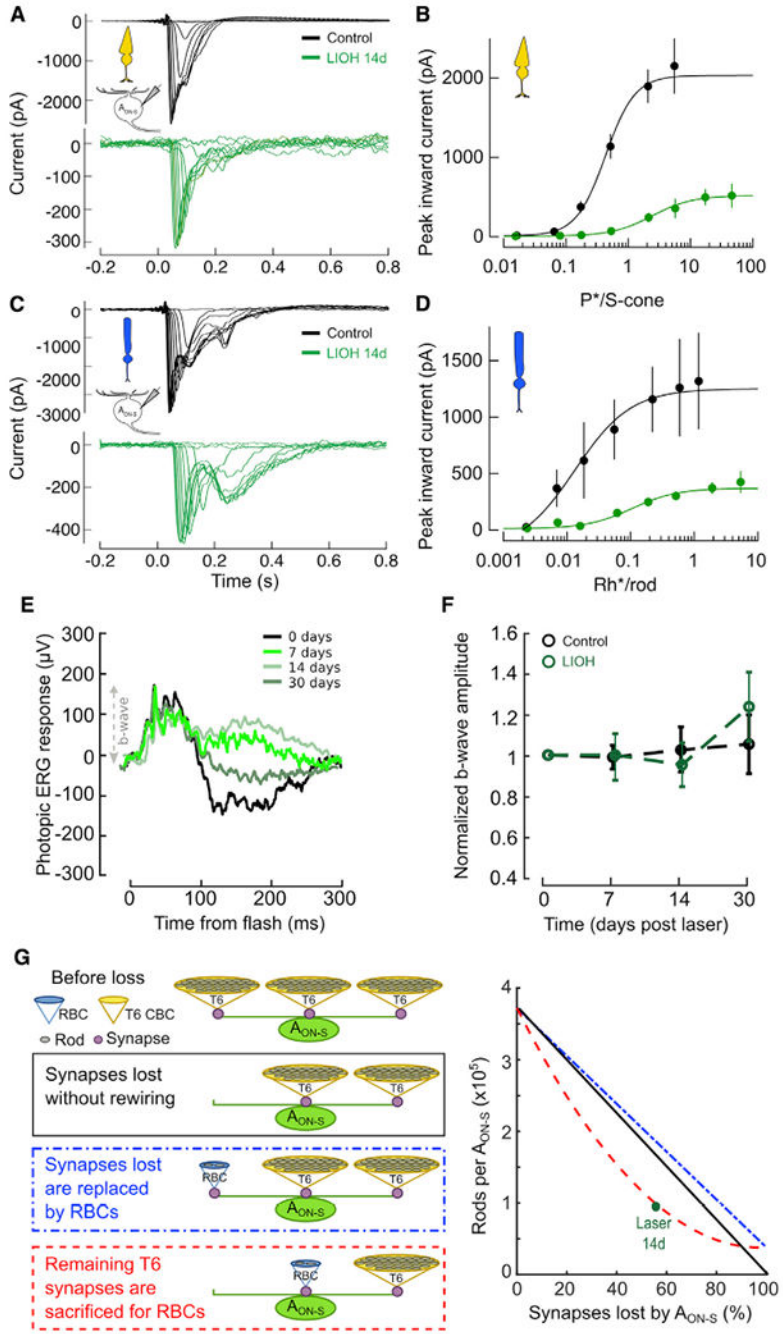 A
0
-1000
-2000
Current (pA)
A_ON-S
Control
LIOH 14d
0
-100
-200
-300
-0.2 0.0 0.2 0.4 0.6 0.8
B
Peak inward current (pA)
2000
1000
0
0.01 0.1 1 10 100
P*/S-cone
C
0
-1000
-2000
-3000
Current (pA)
A_ON-S
Control
LIOH 14d
0
-200
-400
-0.2 0.0 0.2 0.4 0.6 0.8
Time (s)
D
Peak inward current (pA)
1500
1000
500
0
0.001 0.01 0.1 1 10
Rh*/rod
E
Photopic ERG response (µV)
300
200
100
0
-100
-200
-300
b-wave
0 days
7 days
14 days
30 days
0 100 200 300
Time from flash (ms)
F
Normalized b-wave amplitude
1.6
1.4
1.2
1
0.8
0.6
0.4
Control
LIOH
0 7 14 30
Time (days post laser)
G
Before loss
RBC T6 CBC
Rod Synapse
T6 T6 T6
A_ON-S
Synapses lost
without rewiring
T6 T6
A_ON-S
Synapses lost
are replaced
by RBCs
RBC T6 T6
A_ON-S
Remaining T6
synapses are
sacrificed for RBCs
RBC T6
A_ON-S
Rods per A_ON-S (x10⁵)
4
3
2
1
0
Laser
14d
0 20 40 60 80 100
Synapses lost by A_ON-S (%)